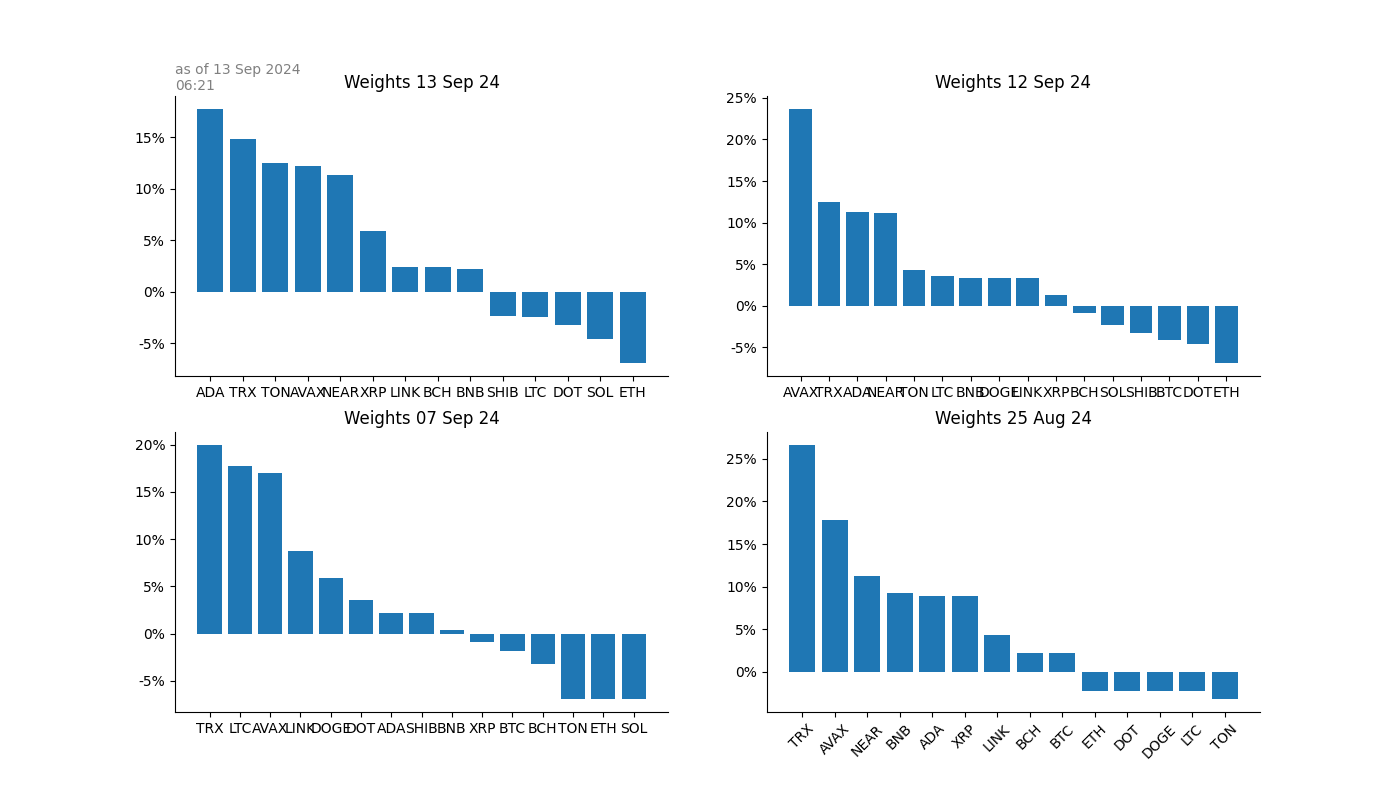 as of 13 Sep 2024
06:21
Weights 13 Sep 24
15%
10%
5%
0%
-5%
ADA TRX TON AVAX NEAR XRP LINK BCH BNB SHIB LTC DOT SOL ETH
Weights 12 Sep 24
25%
20%
15%
10%
5%
0%
-5%
AVAX TRX ADA NEAR TON LTC BNB DOGE LINK XRP BCH SOL SHIB BTC DOT ETH
Weights 07 Sep 24
20%
15%
10%
5%
0%
-5%
TRX LTC AVAX LINK DOGE DOT ADA SHIB BNB XRP BTC BCH TON ETH SOL
Weights 25 Aug 24
25%
20%
15%
10%
5%
0%
TRX AVAX NEAR BNB ADA XRP LINK BCH BTC ETH DOT DOGE LTC TON